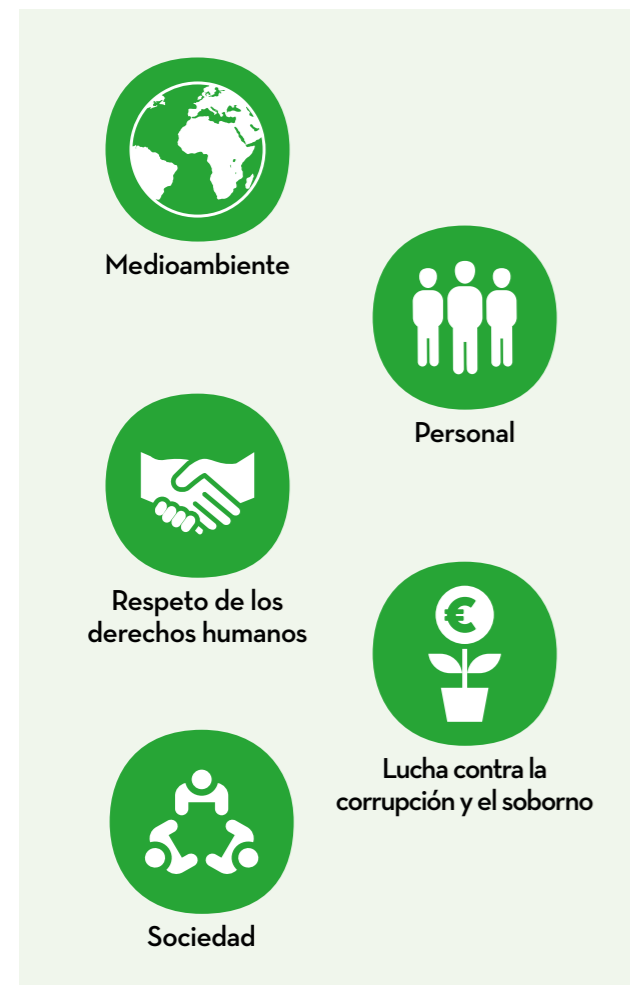 Medioambiente
Personal
Respeto de los
derechos humanos
€
Lucha contra la
corrupción y el soborno
Sociedad